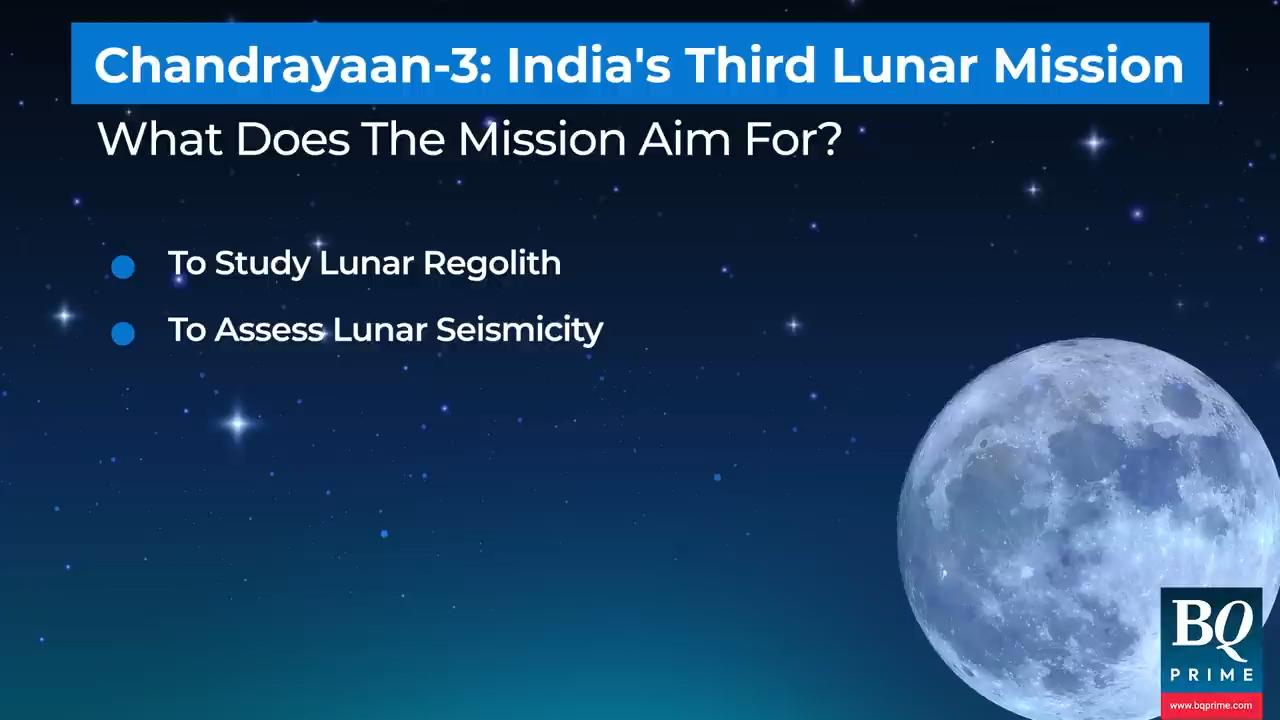 Chandrayaan-3: India's Third Lunar Mission
What Does The Mission Aim For?
To Study Lunar Regolith
To Assess Lunar Seismicity
BQ
PRIME
www.bqprime.com